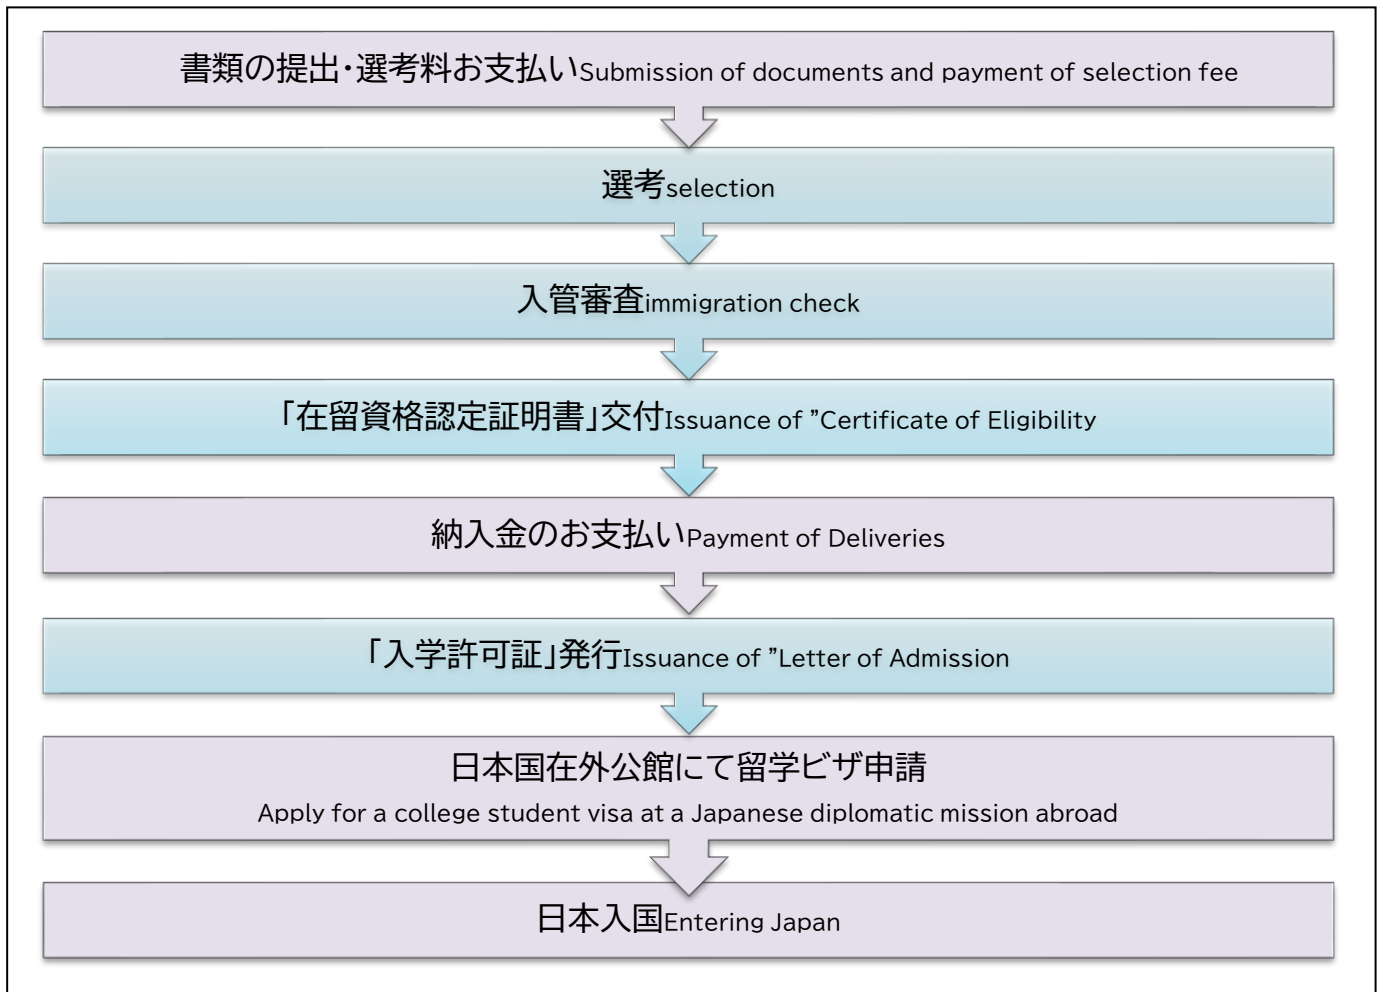 書類の提出・選考料お支払いSubmission of documents and payment of selection fee
選考selection
入管審査immigration check
「在留資格認定証明書」交付Issuance of ”Certificate of Eligibility
納入金のお支払いPayment of Deliveries
「入学許可証」発行Issuance of ”Letter of Admission
日本国在外公館にて留学ビザ申請
Apply for a college student visa at a Japanese diplomatic mission abroad
日本入国Entering Japan